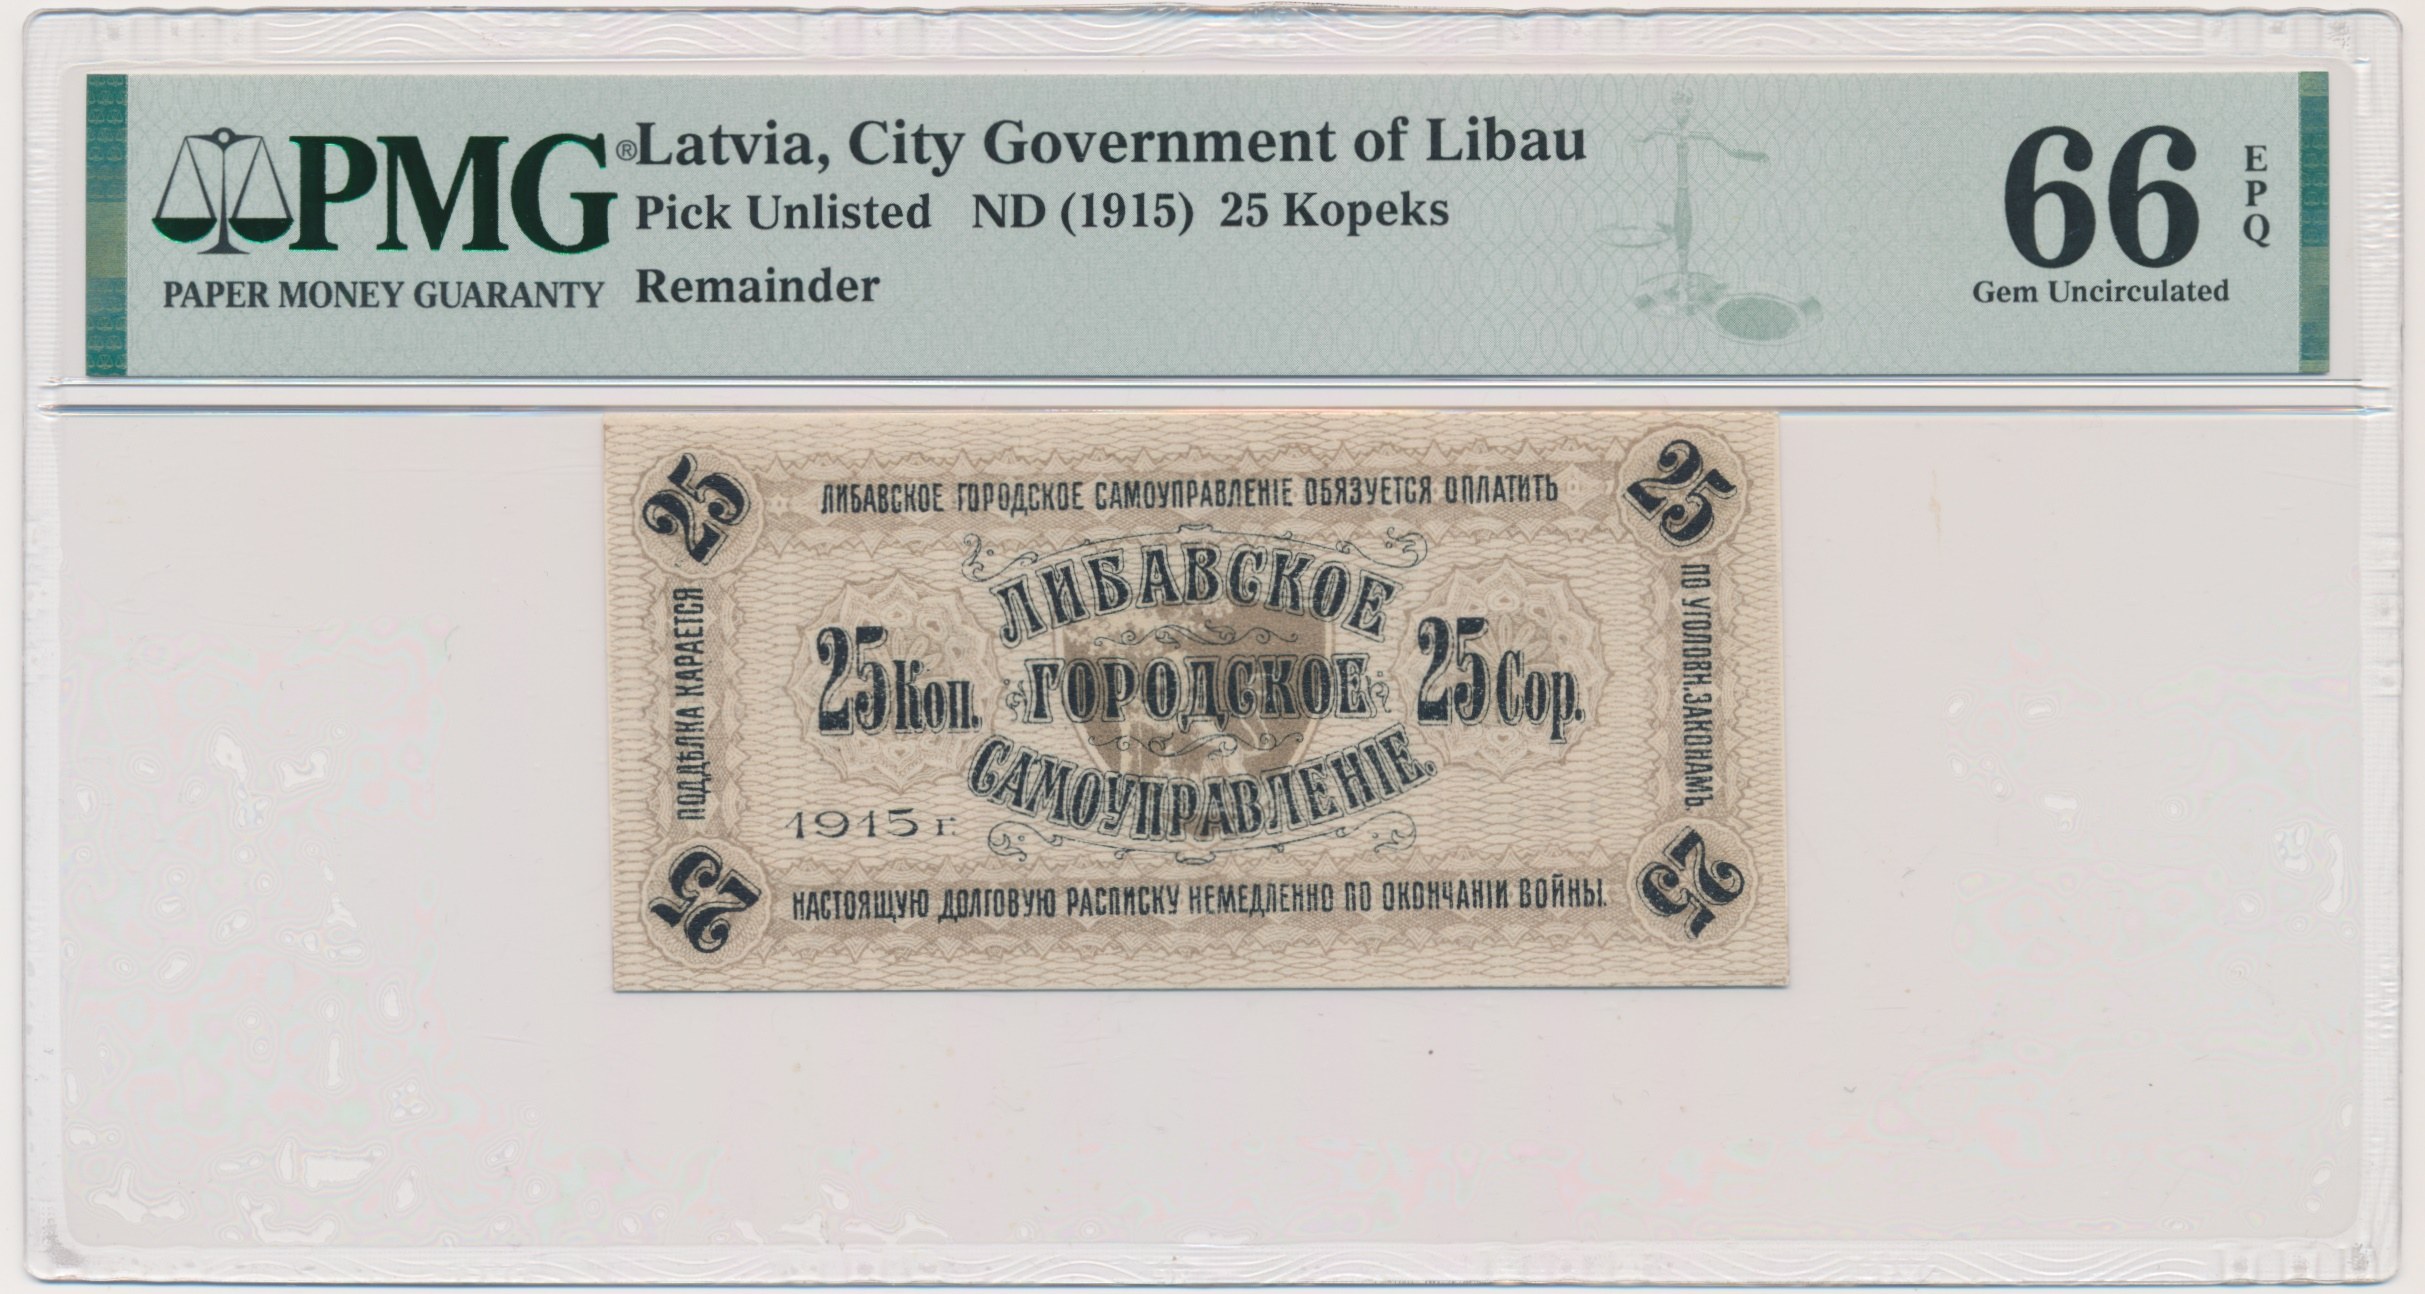 PMG®
PAPER MONEY GUARANTY
Latvia, City Government of Libau
Pick Unlisted ND (1915) 25 Kopeks
Remainder
66
EPQ
Gem Uncirculated
25
25
ЛИБАВСКОЕ ГОРОДСКОЕ САМОУПРАВЛЕНІЕ ОБЯЗУЕТСЯ ОПЛАТИТЬ
ПОДДѢЛКА КАРАЕТСЯ
ПО УГОЛОВН. ЗАКОНАМЪ.
ЛИБАВСКОЕ
25 Коп.
ГОРОДСКОЕ
25 Cop.
САМОУПРАВЛЕНІЕ.
1915 г.
НАСТОЯЩУЮ ДОЛГОВУЮ РАСПИСКУ НЕМЕДЛЕННО ПО ОКОНЧАНІИ ВОЙНЫ.
25
25